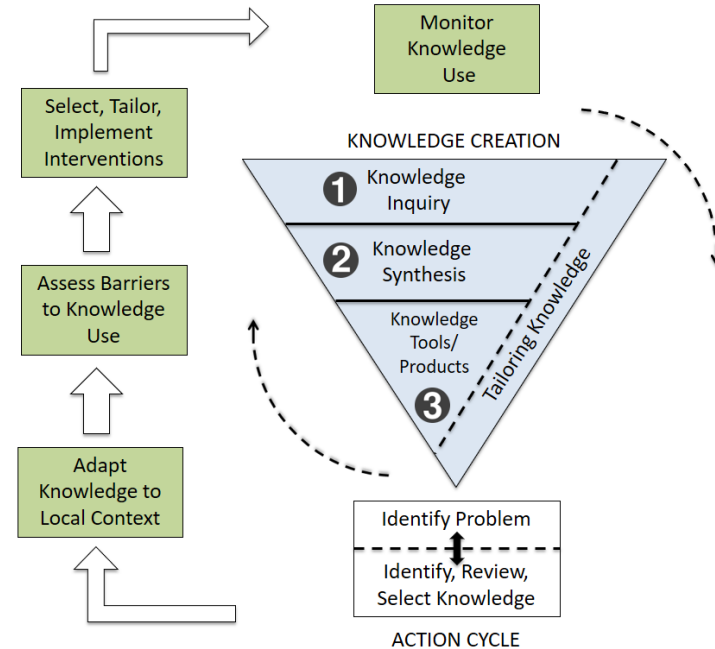 Monitor
Knowledge
Use
Select, Tailor,
Implement
Interventions
KNOWLEDGE CREATION
1 Knowledge
Inquiry
2 Knowledge
Synthesis
Knowledge
Tools/
Products
3
Tailoring Knowledge
Assess Barriers
to Knowledge
Use
Adapt
Knowledge to
Local Context
Identify Problem
Identify, Review,
Select Knowledge
ACTION CYCLE